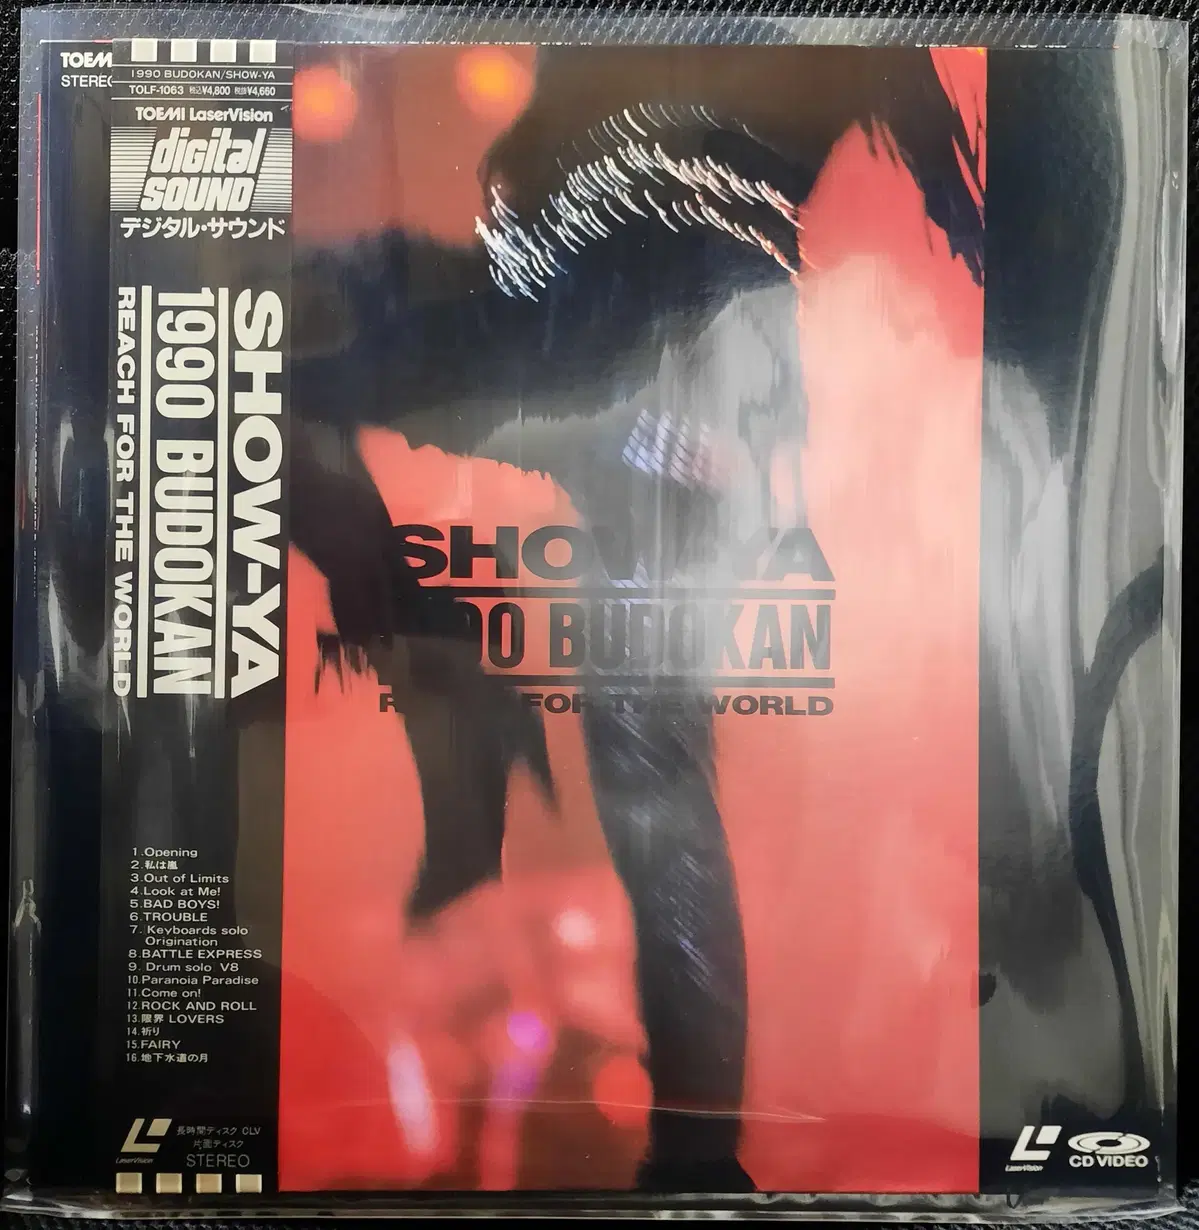 TOEMI
STEREO
1990 BUDOKAN/SHOW-YA
TOLF-1063 税込¥4,800 税抜¥4,660
TOEMI LaserVision
digital
SOUND
デジタル・サウンド
SHOW-YA
1990 BUDOKAN
REACH FOR THE WORLD
1.Opening
2.私は嵐
3.Out of Limits
4.Look at Me!
5.BAD BOYS!
6.TROUBLE
7. Keyboards solo
Origination
8.BATTLE EXPRESS
9. Drum solo V8
10.Paranoia Paradise
11.Come on!
12.ROCK AND ROLL
13.限界 LOVERS
14.祈り
15.FAIRY
16.地下水道の月
LaserVision
長時間ディスク CLV
片面ディスク
STEREO
SHOW-YA
1990 BUDOKAN
REACH FOR THE WORLD
LaserVision
CD VIDEO